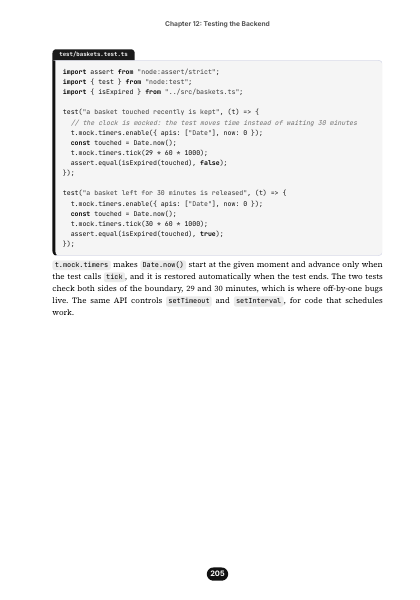 Chapter 12: Testing the Backend
test/baskets.test.ts
import assert from "node:assert/strict";
import { test } from "node:test";
import { isExpired } from "../src/baskets.ts";
test("a basket touched recently is kept", (t) => {
  // the clock is mocked: the test moves time instead of waiting 30 minutes
  t.mock.timers.enable({ apis: ["Date"], now: 0 });
  const touched = Date.now();
  t.mock.timers.tick(29 * 60 * 1000);
  assert.equal(isExpired(touched), false);
});
test("a basket left for 30 minutes is released", (t) => {
  t.mock.timers.enable({ apis: ["Date"], now: 0 });
  const touched = Date.now();
  t.mock.timers.tick(30 * 60 * 1000);
  assert.equal(isExpired(touched), true);
});
t.mock.timers makes Date.now() start at the given moment and advance only when
the test calls tick, and it is restored automatically when the test ends. The two tests
check both sides of the boundary, 29 and 30 minutes, which is where off-by-one bugs
live. The same API controls setTimeout and setInterval, for code that schedules
work.
205